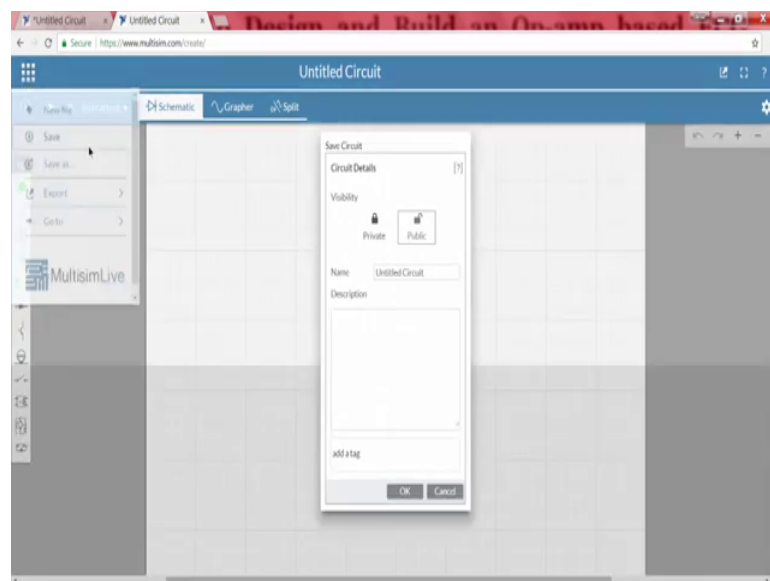 *Untitled Circuit
Untitled Circuit
Design and Build an Op-amp based
Secure https://www.multisim.com/create/
Untitled Circuit
New file
Schematic Grapher Split
Save
Save as...
Export
Go to
MultisimLive
Save Circuit
Circuit Details [?]
Visibility
Private Public
Name Untitled Circuit
Description
add a tag
OK Cancel